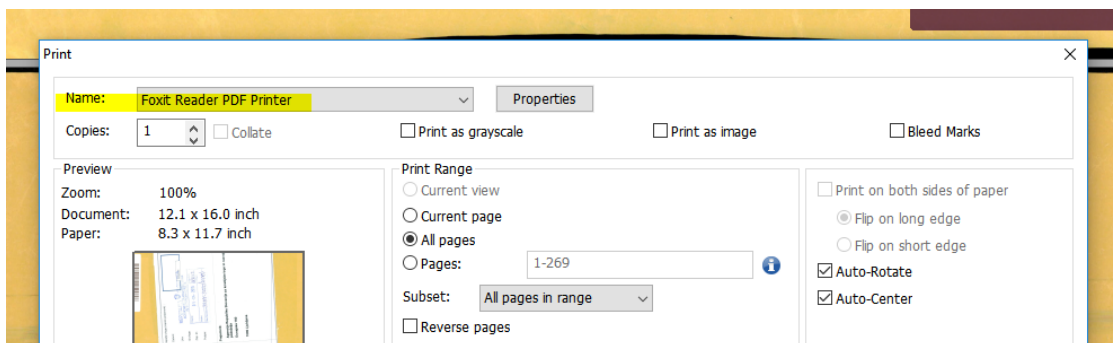 Print
Name: Foxit Reader PDF Printer Properties
Copies: 1 Collate Print as grayscale Print as image Bleed Marks
Preview
Zoom: 100%
Document: 12.1 x 16.0 inch
Paper: 8.3 x 11.7 inch
Print Range
Current view
Current page
All pages
Pages: 1-269
Subset: All pages in range
Reverse pages
Print on both sides of paper
Flip on long edge
Flip on short edge
Auto-Rotate
Auto-Center